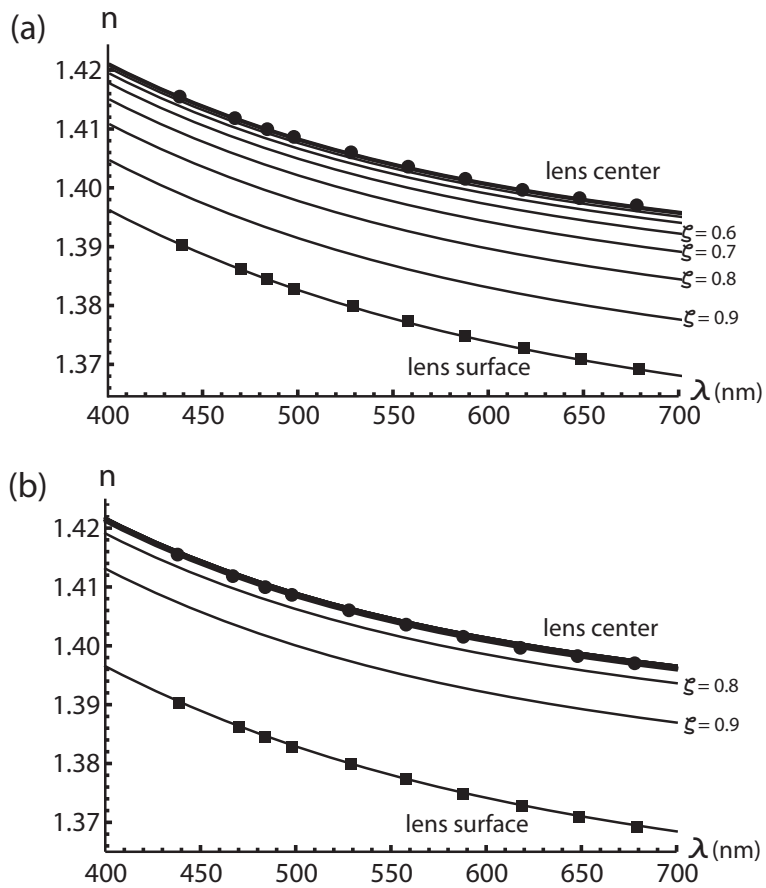 (a)
n
1.42
1.41
1.40
1.39
1.38
1.37
lens center
ζ = 0.6
ζ = 0.7
ζ = 0.8
ζ = 0.9
lens surface
λ (nm)
400 450 500 550 600 650 700
(b)
n
1.42
1.41
1.40
1.39
1.38
1.37
lens center
ζ = 0.8
ζ = 0.9
lens surface
λ (nm)
400 450 500 550 600 650 700